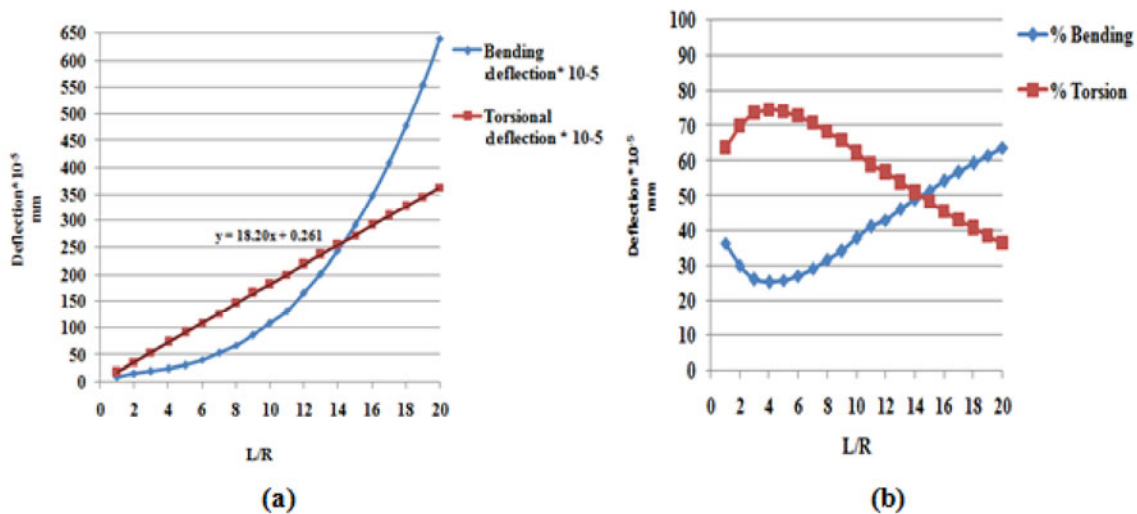 650
600
550
500
450
400
350
300
250
200
150
100
50
0
Deflection*10-5
mm
y = 18.20x + 0.261
0 2 4 6 8 10 12 14 16 18 20
L/R
Bending
deflection* 10-5
Torsional
deflection * 10-5
(a)
100
90
80
70
60
50
40
30
20
10
0
Deflection*10-5
mm
0 2 4 6 8 10 12 14 16 18 20
L/R
% Bending
% Torsion
(b)